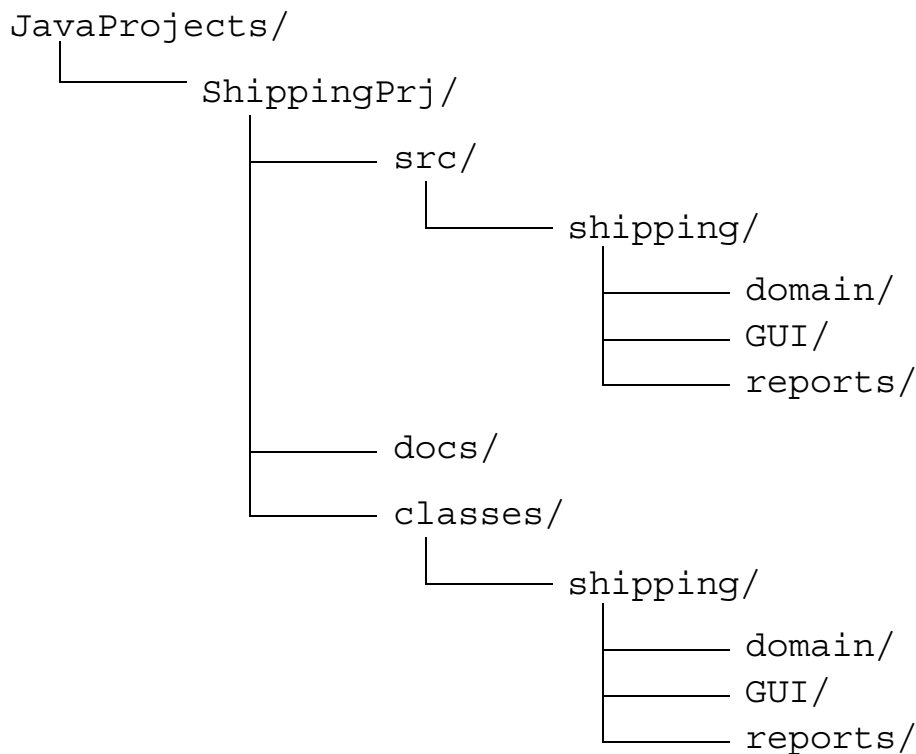 JavaProjects/
ShippingPrj/
src/
shipping/
domain/
GUI/
reports/
docs/
classes/
shipping/
domain/
GUI/
reports/